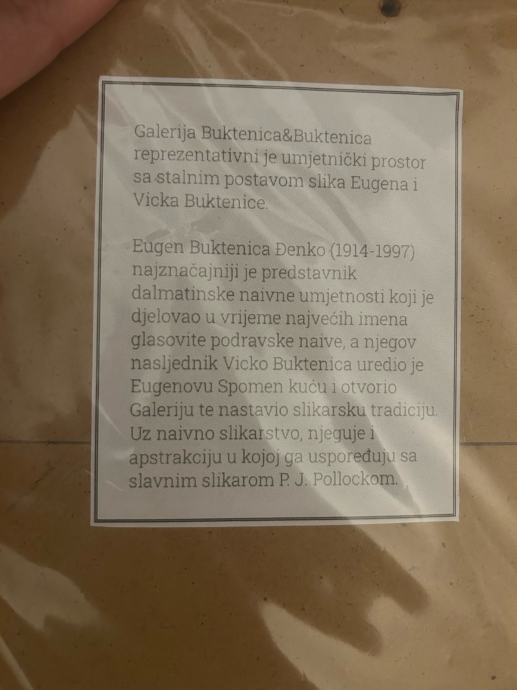 Galerija Buktenica&Buktenica
reprezentativni je umjetnički prostor
sa stalnim postavom slika Eugena i
Vicka Buktenice.
Eugen Buktenica Đenko (1914-1997)
najznačajniji je predstavnik
dalmatinske naivne umjetnosti koji je
djelovao u vrijeme najvećih imena
glasovite podravske naive, a njegov
nasljednik Vicko Buktenica uredio je
Eugenovu Spomen kuću i otvorio
Galeriju te nastavio slikarsku tradiciju.
Uz naivno slikarstvo, njeguje i
apstrakciju u kojoj ga uspoređuju sa
slavnim slikarom P. J. Pollockom.